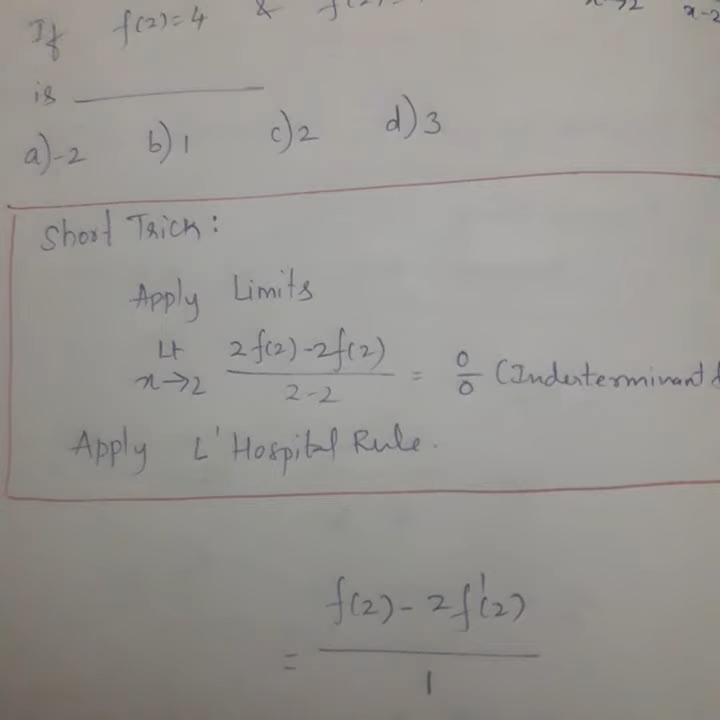 If f(2)=4 &
is
a)-2 b)1 c)2 d)3
Short Trick:
Apply Limits
Lt x→2 2f(2)-2f(2) / 2-2 = 0/0 (Indeterminant
Apply L'Hospital Rule.
= f(2)-2f'(2) / 1